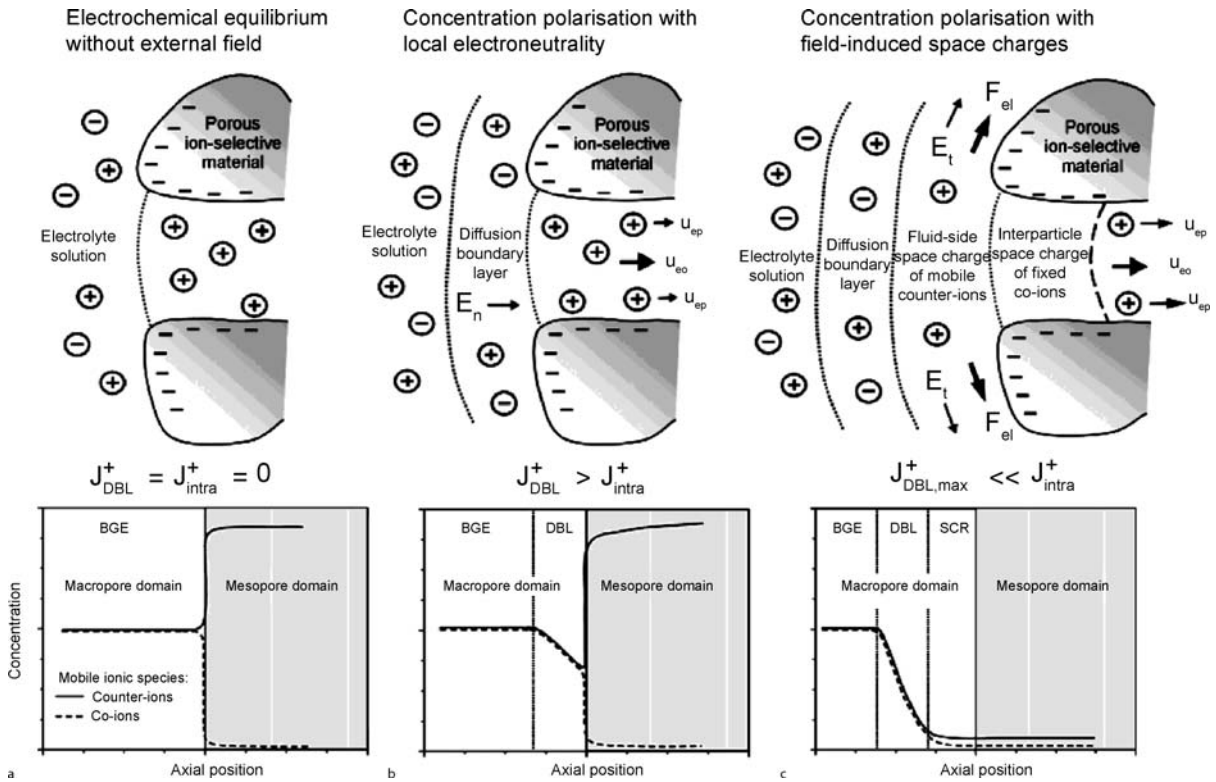 Electrochemical equilibrium
without external field
Concentration polarisation with
local electroneutrality
Concentration polarisation with
field-induced space charges
Porous
ion-selective
material
Electrolyte
solution
Porous
ion-selective
material
Electrolyte
solution
Diffusion
boundary
layer
E_n
u_ep
u_eo
u_ep
Porous
ion-selective
material
E_t
F_el
Electrolyte
solution
Diffusion
boundary
layer
Fluid-side
space charge
of mobile
counter-ions
Interparticle
space charge
of fixed
co-ions
u_ep
u_eo
u_ep
E_t
F_el
J⁺_DBL = J⁺_intra = 0
J⁺_DBL > J⁺_intra
J⁺_DBL,max << J⁺_intra
Concentration
BGE
Macropore domain
Mesopore domain
Mobile ionic species:
Counter-ions
Co-ions
Axial position
a
BGE
DBL
Macropore domain
Mesopore domain
Axial position
b
BGE
DBL
SCR
Macropore domain
Mesopore domain
Axial position
c